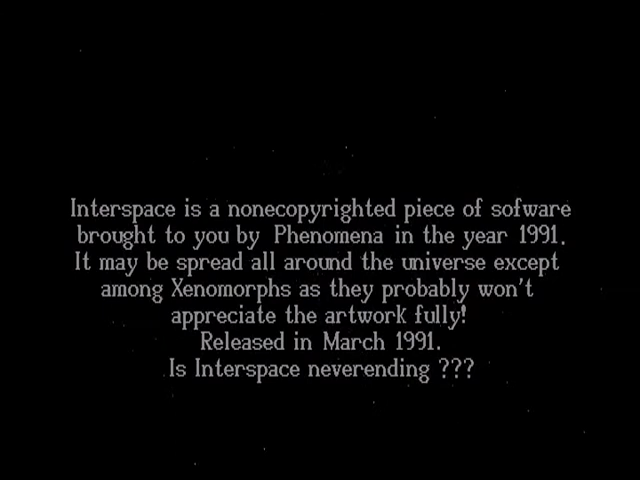 Interspace is a nonecopyrighted piece of sofware
brought to you by Phenomena in the year 1991.
It may be spread all around the universe except
among Xenomorphs as they probably won't
appreciate the artwork fully!
Released in March 1991.
Is Interspace neverending ???